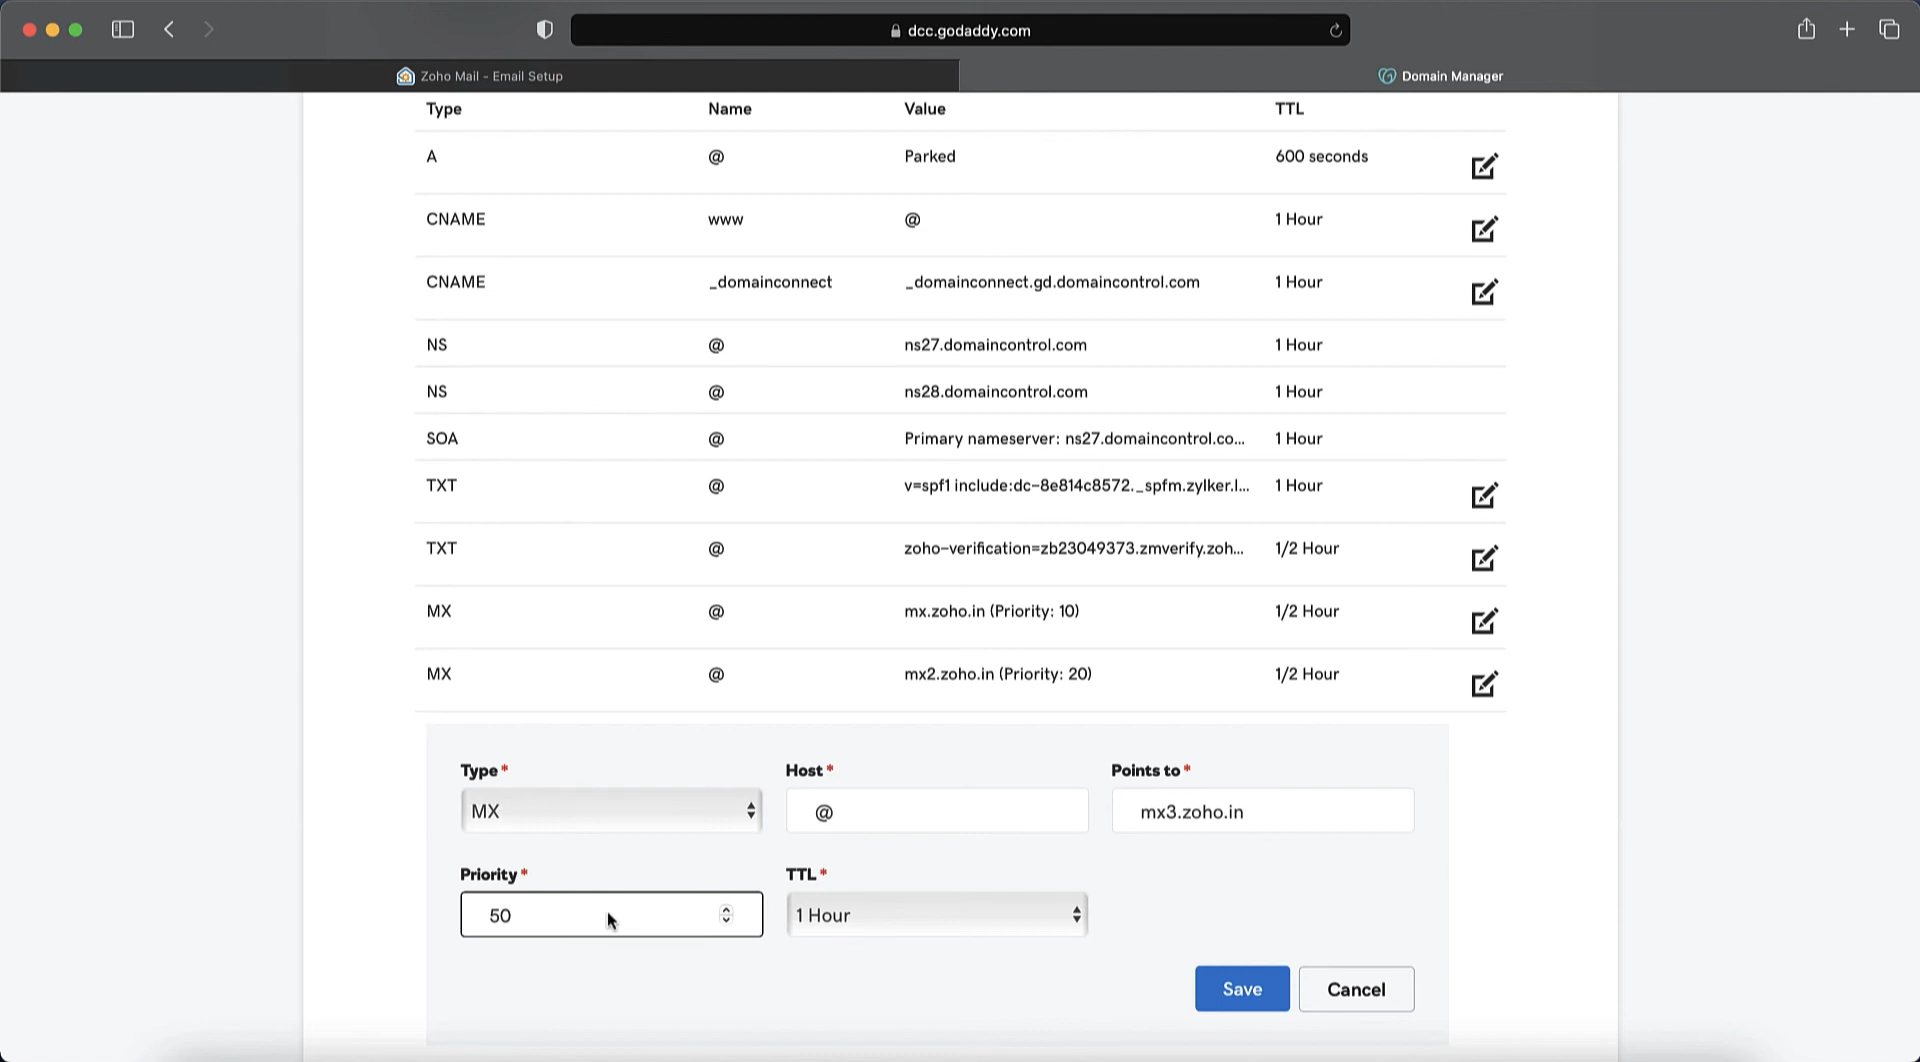 dcc.godaddy.com
Zoho Mail - Email Setup
Domain Manager
Type Name Value TTL
A @ Parked 600 seconds
CNAME www @ 1 Hour
CNAME _domainconnect _domainconnect.gd.domaincontrol.com 1 Hour
NS @ ns27.domaincontrol.com 1 Hour
NS @ ns28.domaincontrol.com 1 Hour
SOA @ Primary nameserver: ns27.domaincontrol.co... 1 Hour
TXT @ v=spf1 include:dc-8e814c8572._spfm.zylker.l... 1 Hour
TXT @ zoho-verification=zb23049373.zmverify.zoh... 1/2 Hour
MX @ mx.zoho.in (Priority: 10) 1/2 Hour
MX @ mx2.zoho.in (Priority: 20) 1/2 Hour
Type * Host * Points to *
MX @ mx3.zoho.in
Priority * TTL *
50 1 Hour
Save Cancel